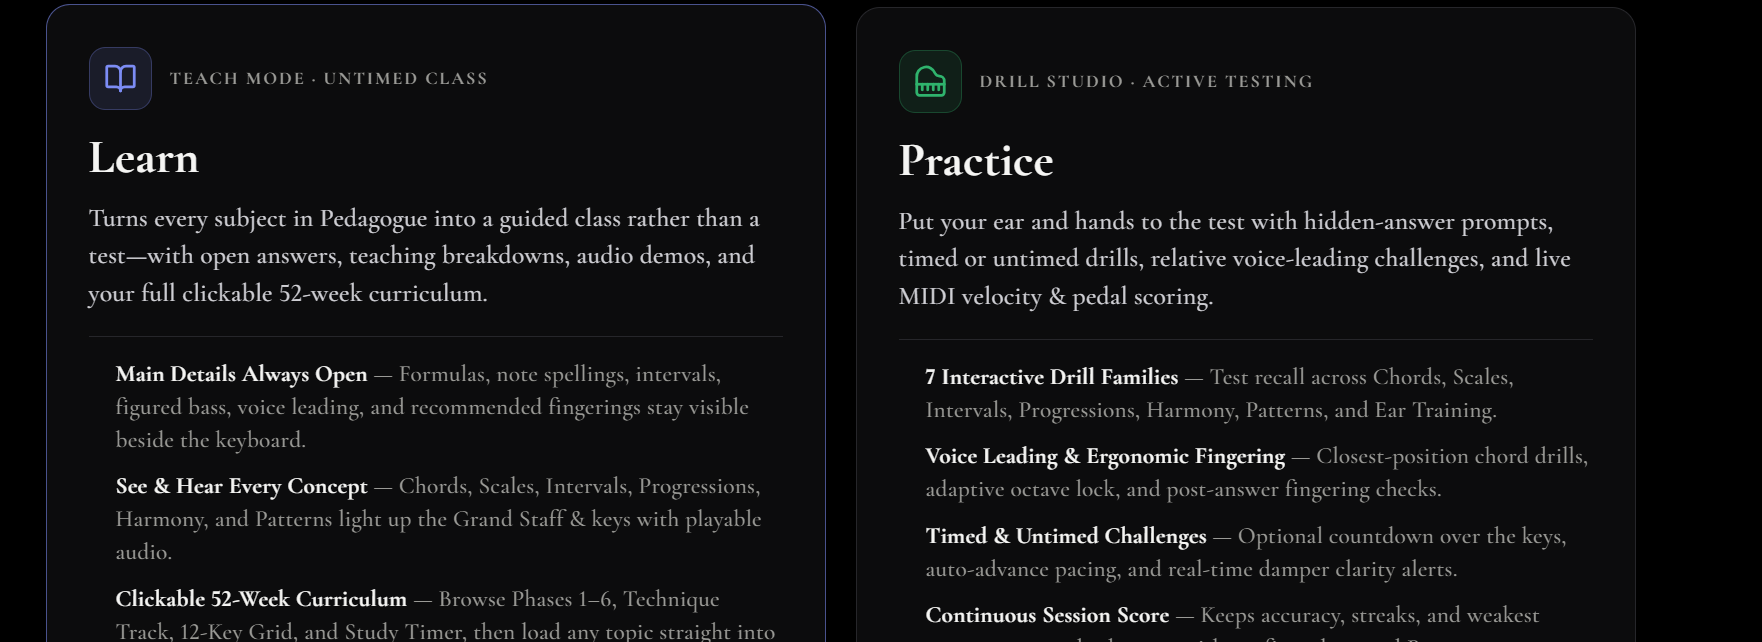 TEACH MODE · UNTIMED CLASS
Learn
Turns every subject in Pedagogue into a guided class rather than a
test—with open answers, teaching breakdowns, audio demos, and
your full clickable 52-week curriculum.
Main Details Always Open — Formulas, note spellings, intervals,
figured bass, voice leading, and recommended fingerings stay visible
beside the keyboard.
See & Hear Every Concept — Chords, Scales, Intervals, Progressions,
Harmony, and Patterns light up the Grand Staff & keys with playable
audio.
Clickable 52-Week Curriculum — Browse Phases 1–6, Technique
Track, 12-Key Grid, and Study Timer, then load any topic straight into
DRILL STUDIO · ACTIVE TESTING
Practice
Put your ear and hands to the test with hidden-answer prompts,
timed or untimed drills, relative voice-leading challenges, and live
MIDI velocity & pedal scoring.
7 Interactive Drill Families — Test recall across Chords, Scales,
Intervals, Progressions, Harmony, Patterns, and Ear Training.
Voice Leading & Ergonomic Fingering — Closest-position chord drills,
adaptive octave lock, and post-answer fingering checks.
Timed & Untimed Challenges — Optional countdown over the keys,
auto-advance pacing, and real-time damper clarity alerts.
Continuous Session Score — Keeps accuracy, streaks, and weakest